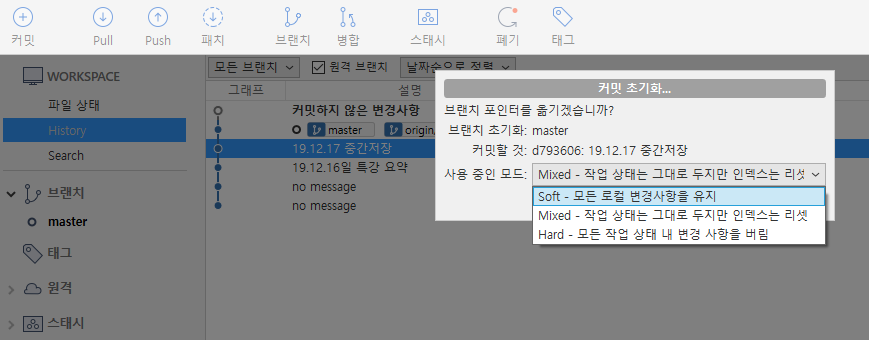 커밋 Pull Push 패치 브랜치 병합 스태시 폐기 태그
WORKSPACE
파일 상태
History
Search
브랜치
master
태그
원격
스태시
모든 브랜치 원격 브랜치 날짜순으로 정렬
그래프 설명
커밋하지 않은 변경사항
master origin
19.12.17 중간저장
19.12.16일 특강 요약
no message
no message
커밋 초기화...
브랜치 포인터를 옮기겠습니까?
브랜치 초기화: master
커밋할 것: d793606: 19.12.17 중간저장
사용 중인 모드: Mixed - 작업 상태는 그대로 두지만 인덱스는 리셋
Soft - 모든 로컬 변경사항을 유지
Mixed - 작업 상태는 그대로 두지만 인덱스는 리셋
Hard - 모든 작업 상태 내 변경 사항을 버림